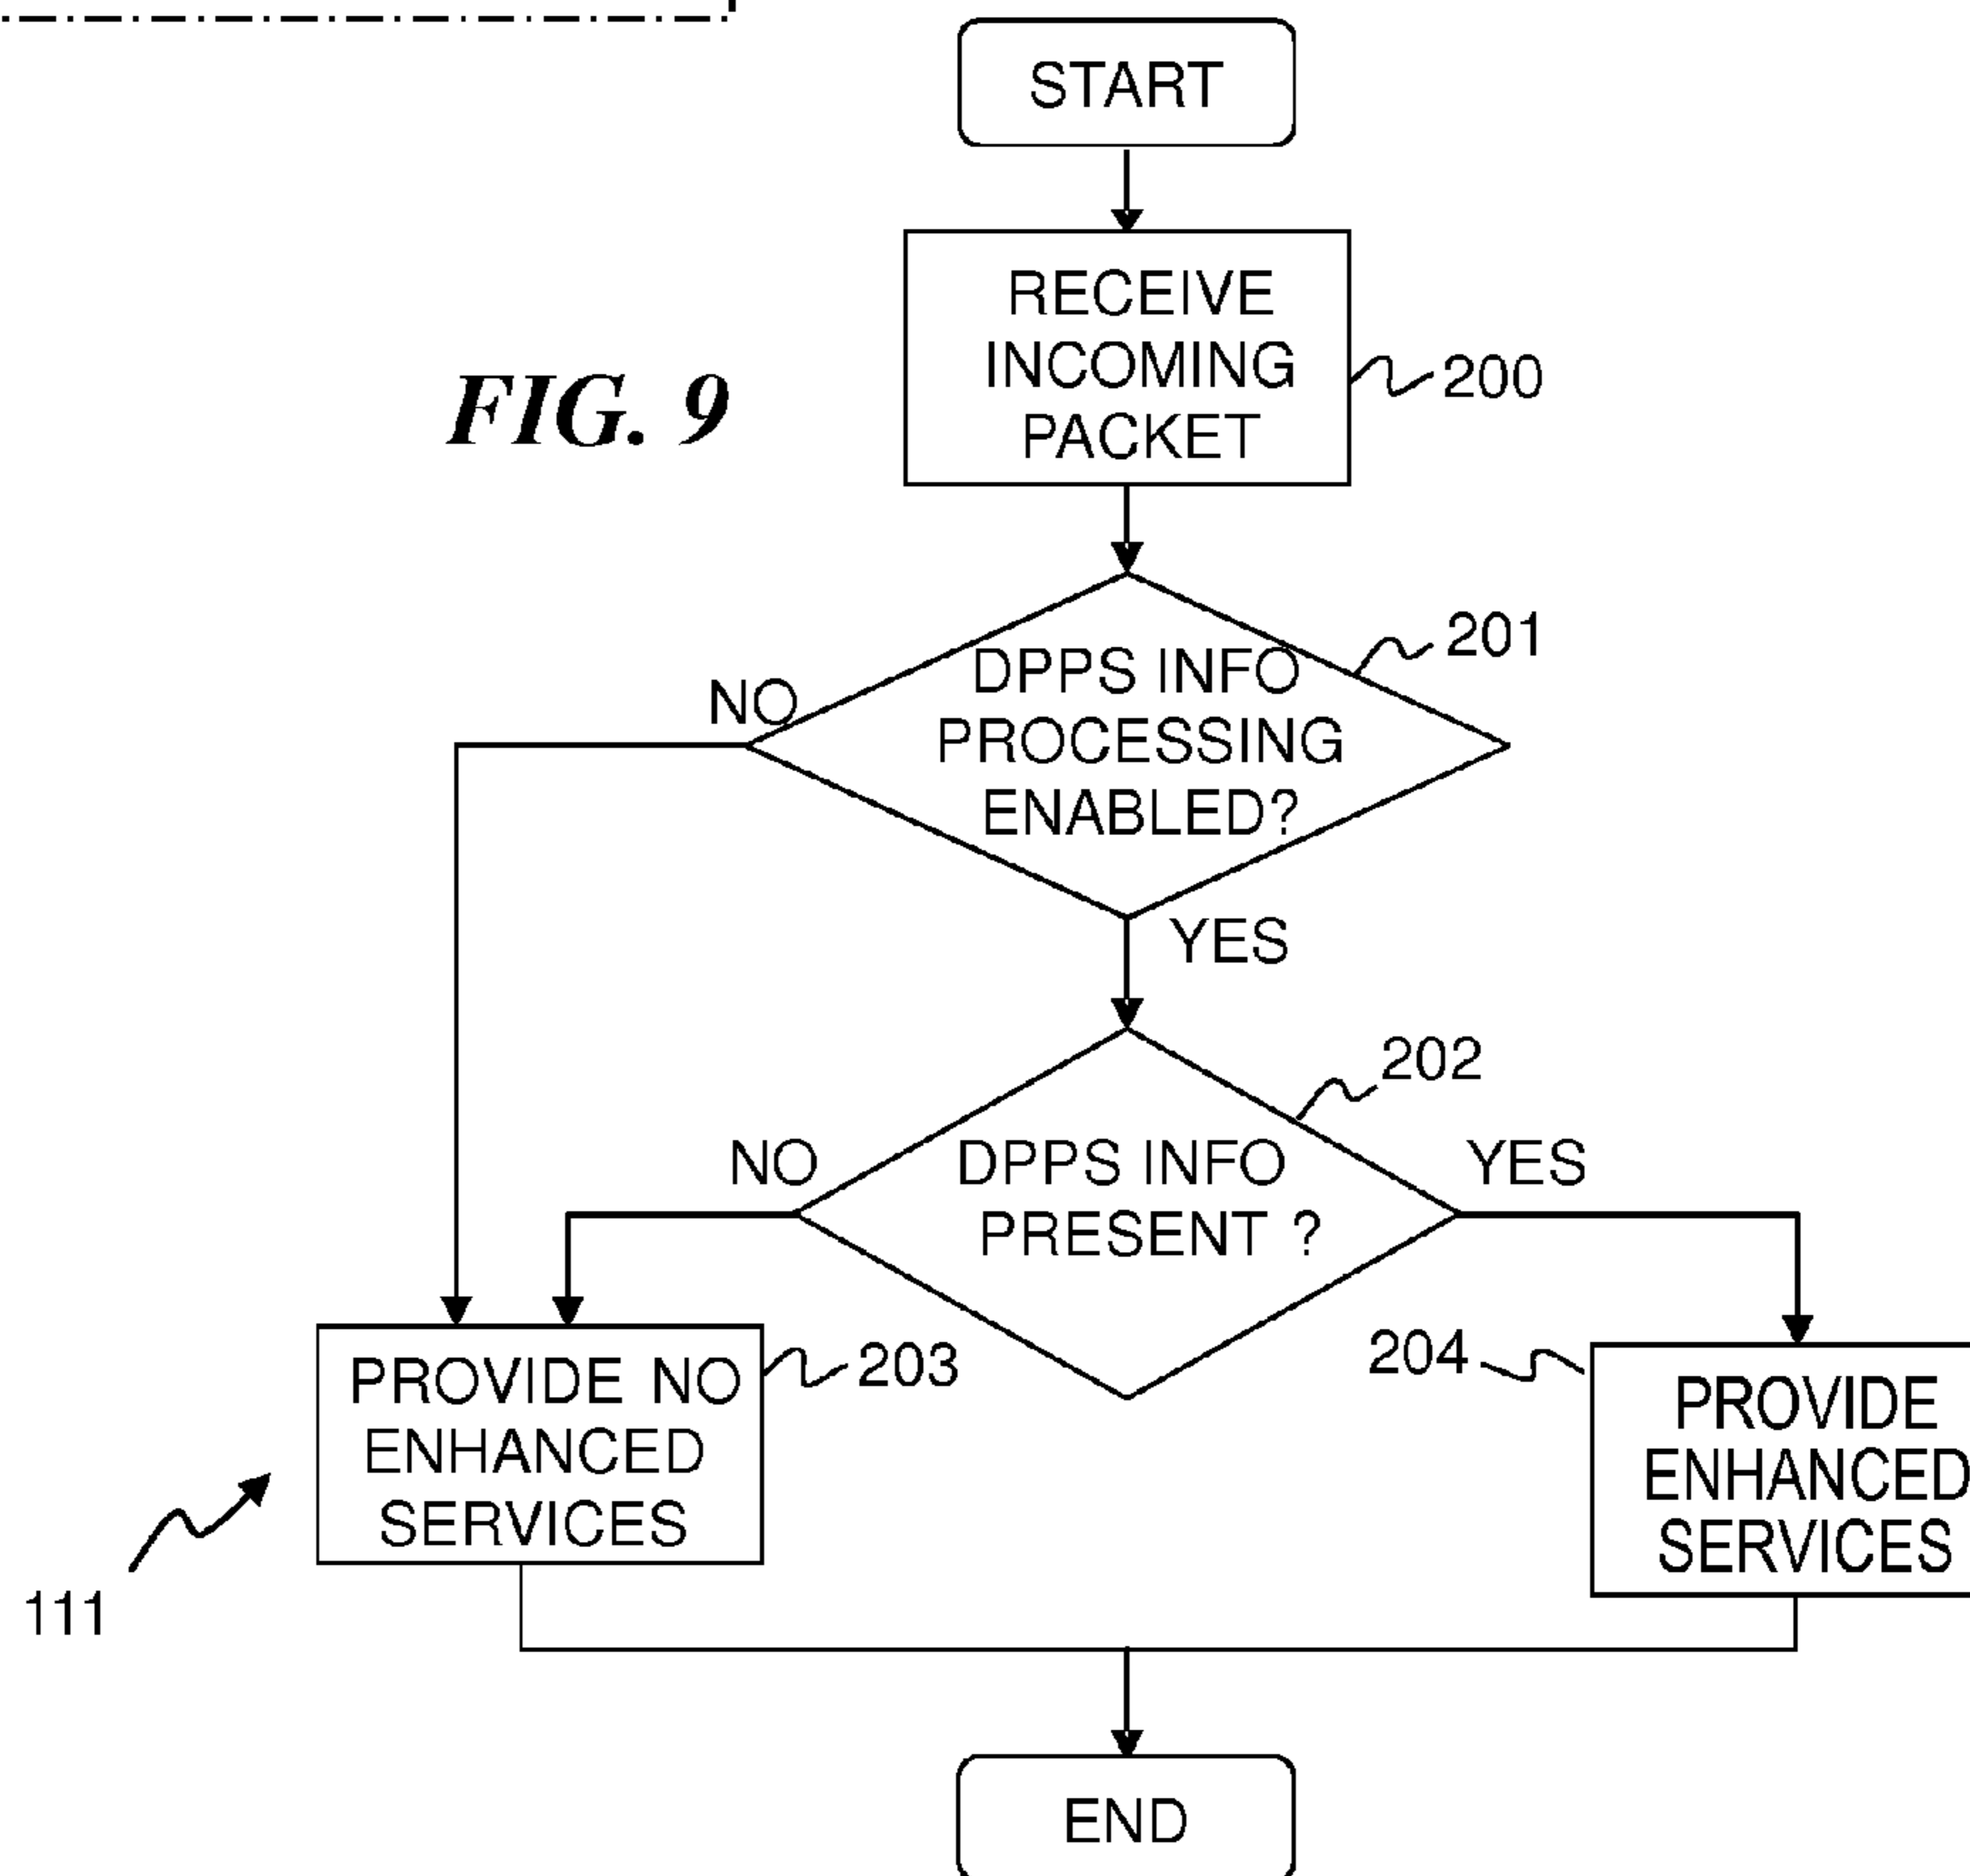 START
RECEIVE
INCOMING
PACKET
200
FIG. 9
DPPS INFO
PROCESSING
ENABLED?
201
NO
YES
DPPS INFO
PRESENT ?
202
NO
YES
PROVIDE NO
ENHANCED
SERVICES
203
204
PROVIDE
ENHANCED
SERVICES
111
END